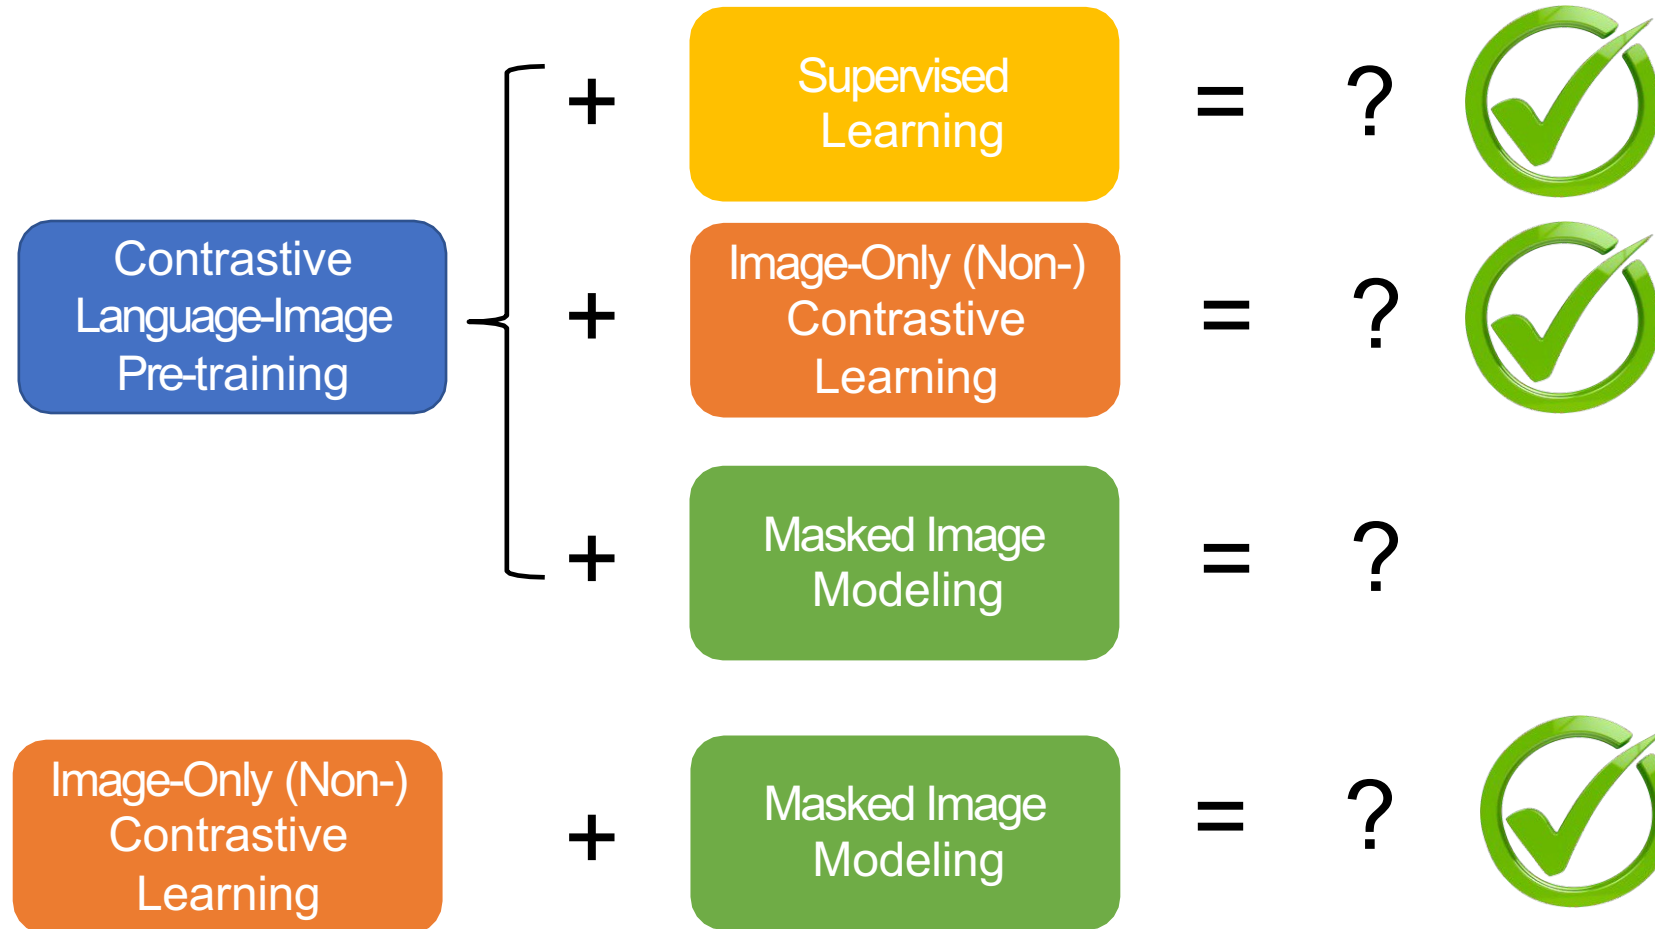 +
Supervised
Learning
= ?
Contrastive
Language-Image
Pre-training
+
Image-Only (Non-)
Contrastive
Learning
= ?
+
Masked Image
Modeling
= ?
Image-Only (Non-)
Contrastive
Learning
+
Masked Image
Modeling
= ?